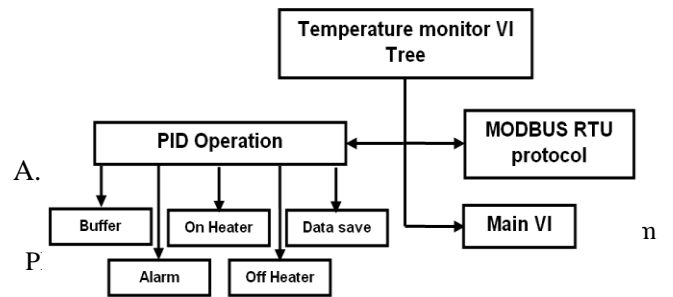 Temperature monitor VI
Tree
PID Operation
MODBUS RTU
protocol
A.
Buffer
On Heater
Data save
Main VI
n
P
Alarm
Off Heater